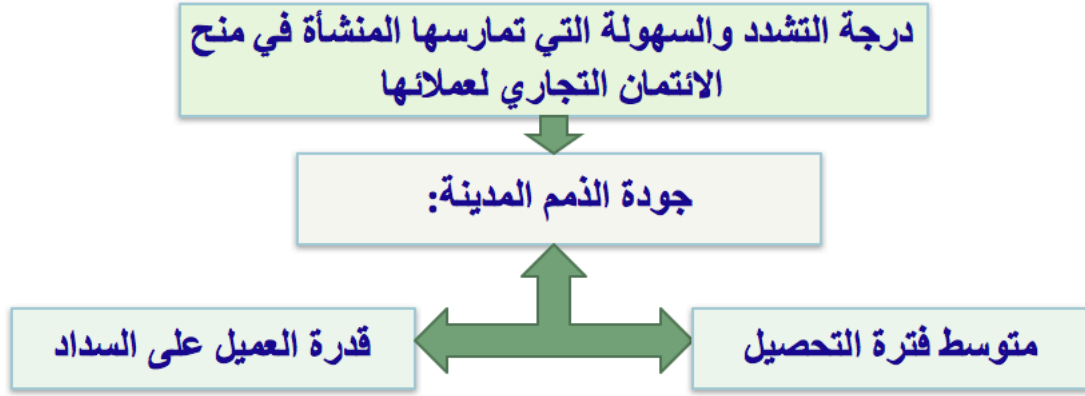 درجة التشدد والسهولة التي تمارسها المنشأة في منح
الائتمان التجاري لعملائها
جودة الذمم المدينة:
متوسط فترة التحصيل
قدرة العميل على السداد